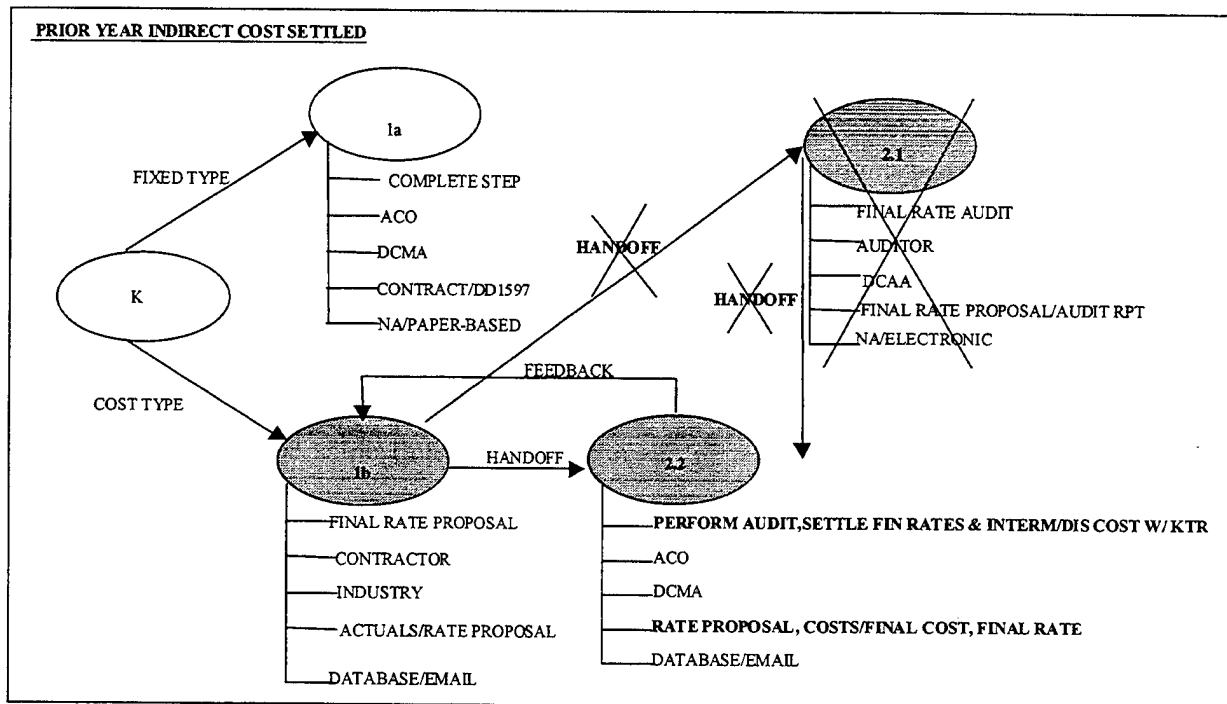 PRIOR YEAR INDIRECT COST SETTLED
1a
2.1
FIXED TYPE
COMPLETE STEP
ACO
DCMA
CONTRACT/DD1597
NA/PAPER-BASED
K
HANDOFF
HANDOFF
FINAL RATE AUDIT
AUDITOR
DCAA
FINAL RATE PROPOSAL/AUDIT RPT
NA/ELECTRONIC
COST TYPE
FEEDBACK
1b
HANDOFF
2.2
FINAL RATE PROPOSAL
CONTRACTOR
INDUSTRY
ACTUALS/RATE PROPOSAL
DATABASE/EMAIL
PERFORM AUDIT,SETTLE FIN RATES & INTERM/DIS COST W/ KTR
ACO
DCMA
RATE PROPOSAL, COSTS/FINAL COST, FINAL RATE
DATABASE/EMAIL